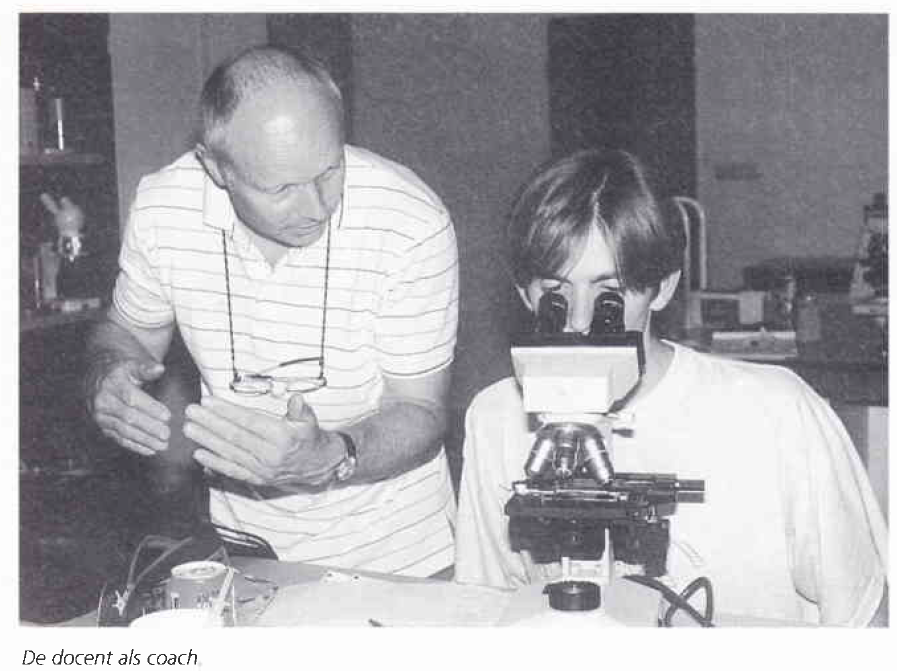 De docent als coach.